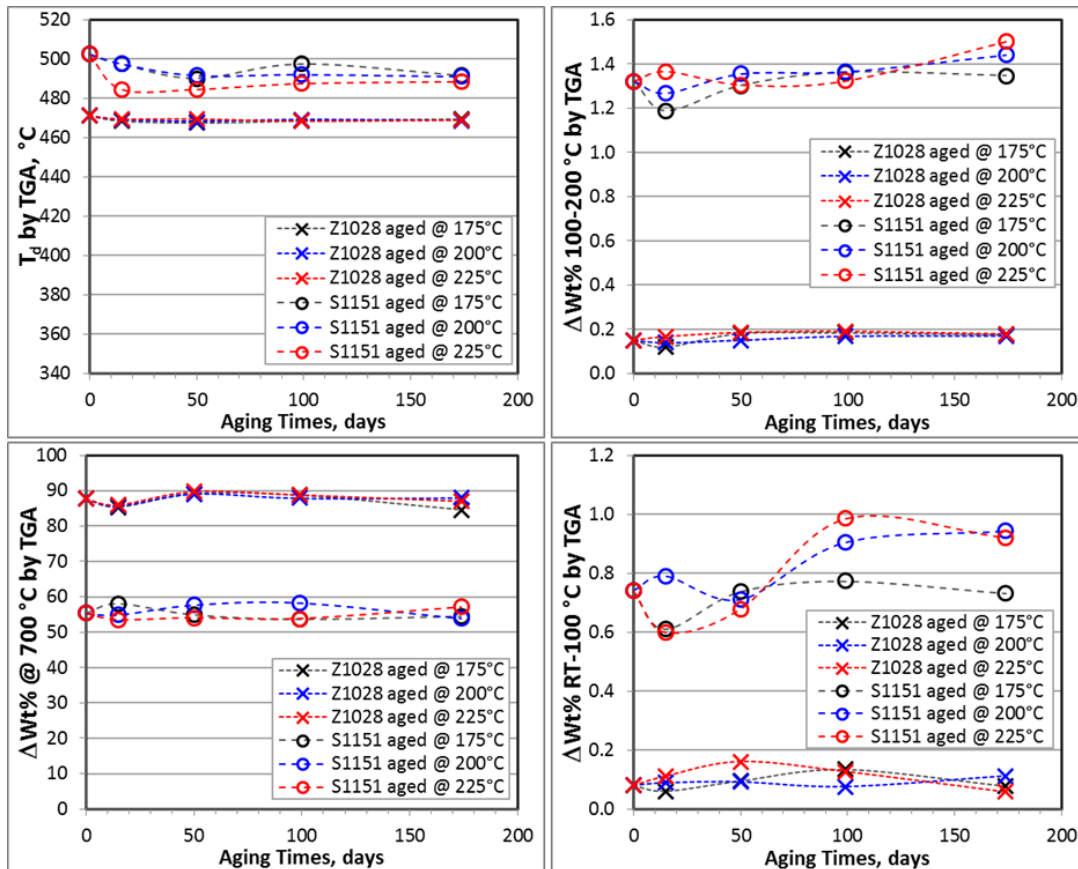 T_d by TGA, °C
520
500
480
460
440
420
400
380
360
340
Z1028 aged @ 175°C
Z1028 aged @ 200°C
Z1028 aged @ 225°C
S1151 aged @ 175°C
S1151 aged @ 200°C
S1151 aged @ 225°C
0 50 100 150 200
Aging Times, days
ΔWt% 100-200 °C by TGA
1.6
1.4
1.2
1.0
0.8
0.6
0.4
0.2
0.0
Z1028 aged @ 175°C
Z1028 aged @ 200°C
Z1028 aged @ 225°C
S1151 aged @ 175°C
S1151 aged @ 200°C
S1151 aged @ 225°C
0 50 100 150 200
Aging Times, days
ΔWt% @ 700 °C by TGA
100
90
80
70
60
50
40
30
20
10
0
Z1028 aged @ 175°C
Z1028 aged @ 200°C
Z1028 aged @ 225°C
S1151 aged @ 175°C
S1151 aged @ 200°C
S1151 aged @ 225°C
0 50 100 150 200
Aging Times, days
ΔWt% RT-100 °C by TGA
1.2
1.0
0.8
0.6
0.4
0.2
0.0
Z1028 aged @ 175°C
Z1028 aged @ 200°C
Z1028 aged @ 225°C
S1151 aged @ 175°C
S1151 aged @ 200°C
S1151 aged @ 225°C
0 50 100 150 200
Aging Times, days